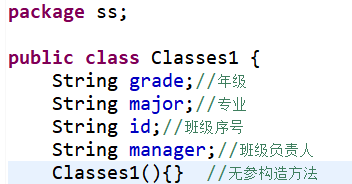 package ss;
public class Classes1 {
String grade;//年级
String major;//专业
String id;//班级序号
String manager;//班级负责人
Classes1(){} //无参构造方法